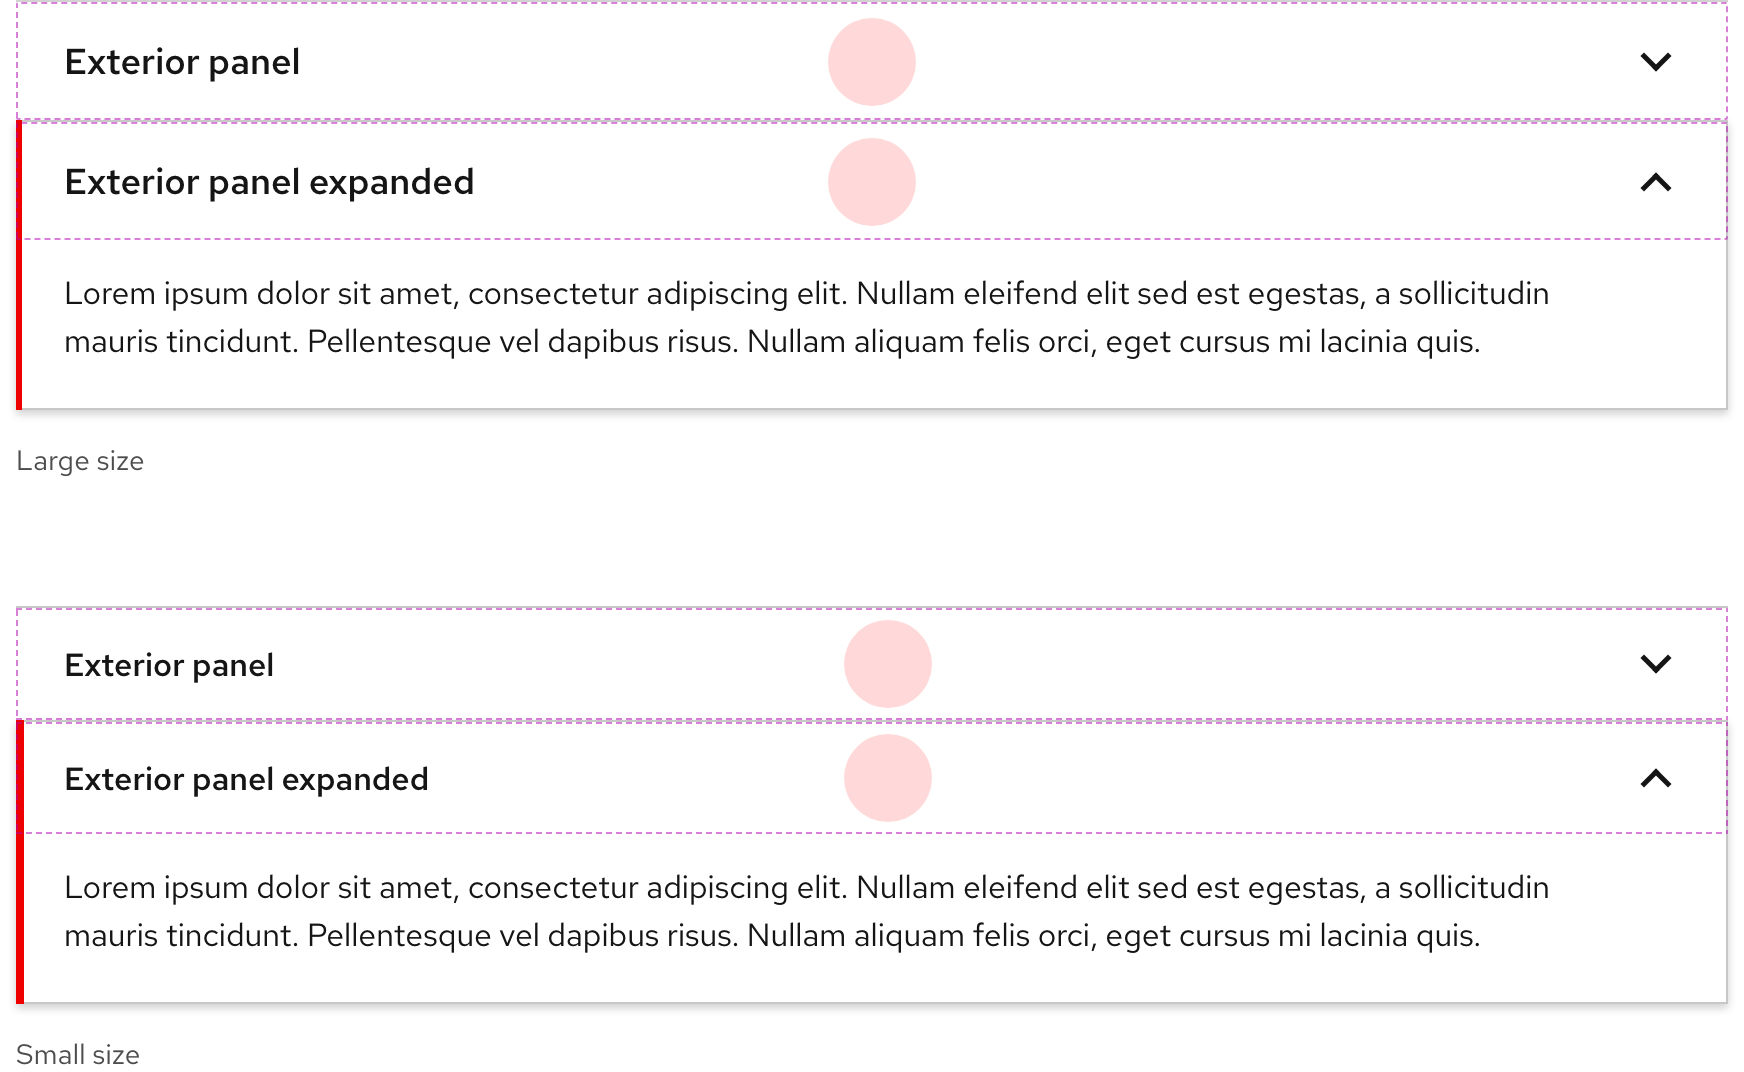 Exterior panel
Exterior panel expanded
Lorem ipsum dolor sit amet, consectetur adipiscing elit. Nullam eleifend elit sed est egestas, a sollicitudin
mauris tincidunt. Pellentesque vel dapibus risus. Nullam aliquam felis orci, eget cursus mi lacinia quis.
Large size
Exterior panel
Exterior panel expanded
Lorem ipsum dolor sit amet, consectetur adipiscing elit. Nullam eleifend elit sed est egestas, a sollicitudin
mauris tincidunt. Pellentesque vel dapibus risus. Nullam aliquam felis orci, eget cursus mi lacinia quis.
Small size